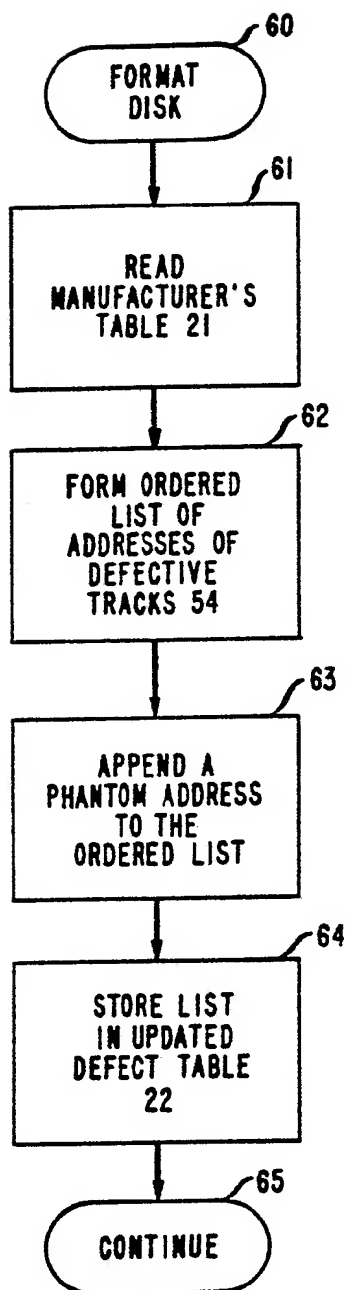 60
FORMAT
DISK
61
READ
MANUFACTURER'S
TABLE 21
62
FORM ORDERED
LIST OF
ADDRESSES OF
DEFECTIVE
TRACKS 54
63
APPEND A
PHANTOM ADDRESS
TO THE
ORDERED LIST
64
STORE LIST
IN UPDATED
DEFECT TABLE
22
65
CONTINUE